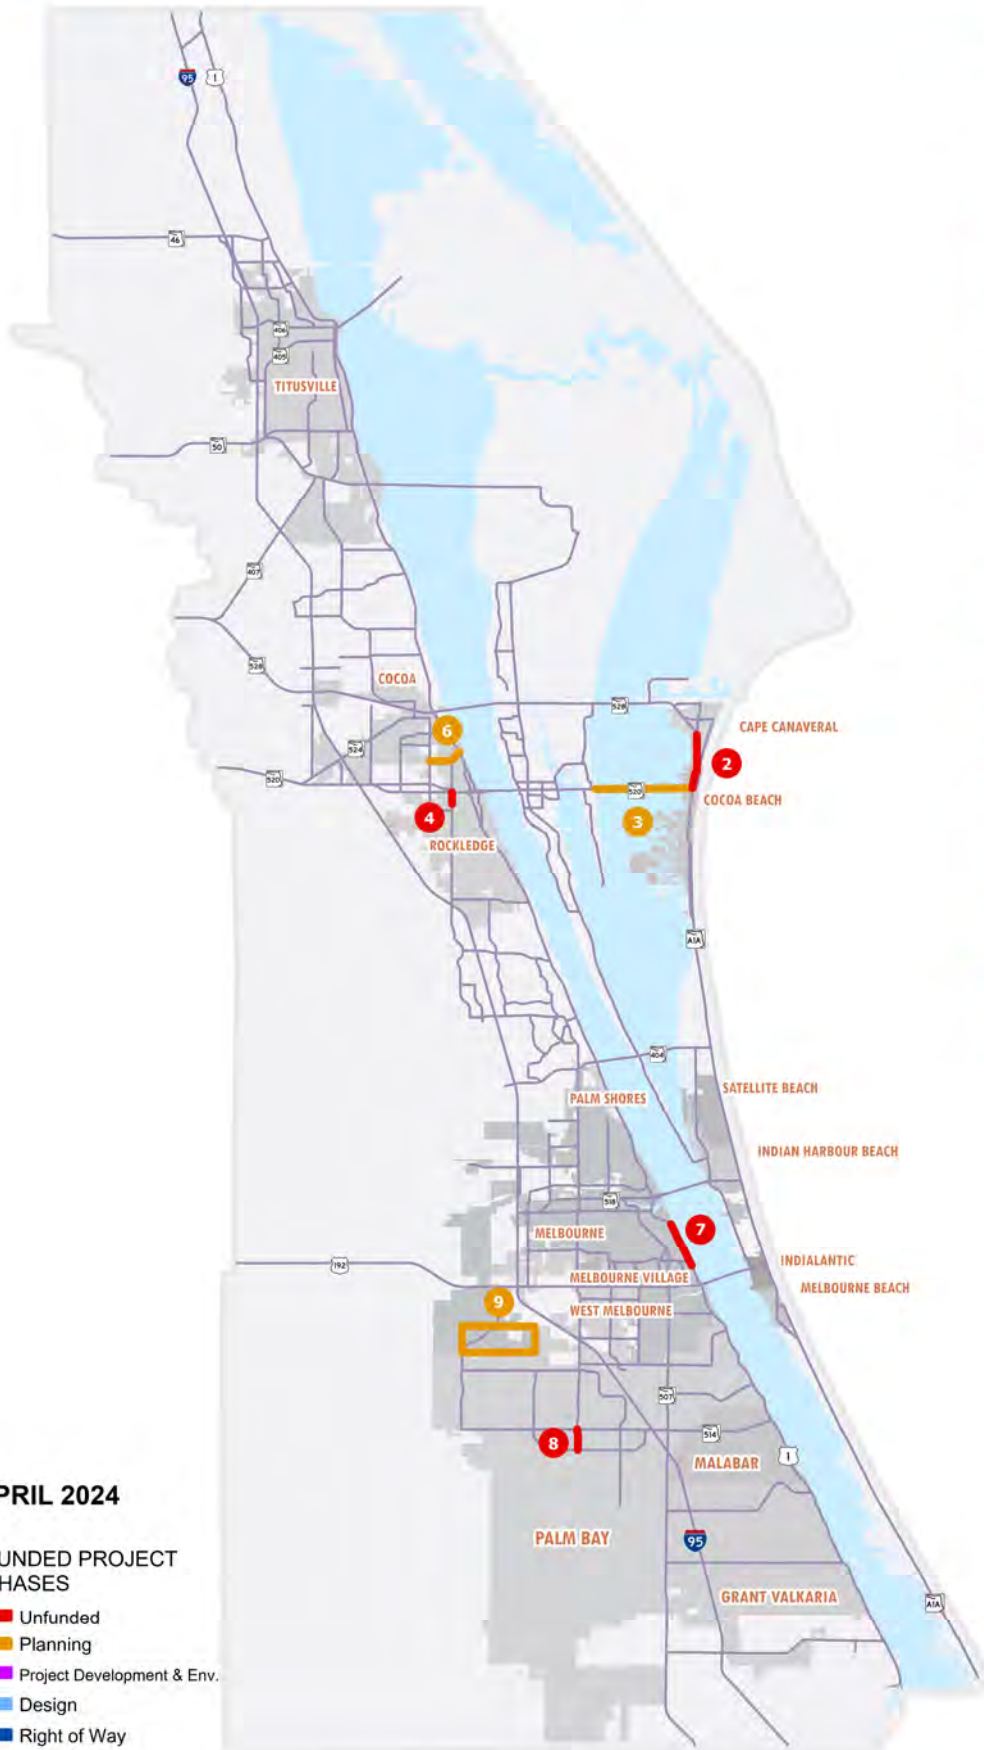 95
1
46
406
405
TITUSVILLE
50
407
528
COCOA
528
6
CAPE CANAVERAL
524
2
520
520
COCOA BEACH
4
3
ROCKLEDGE
A1A
404
SATELLITE BEACH
PALM SHORES
INDIAN HARBOUR BEACH
518
7
MELBOURNE
INDIALANTIC
192
MELBOURNE VILLAGE
MELBOURNE BEACH
9
WEST MELBOURNE
507
514
8
1
MALABAR
PALM BAY
95
GRANT VALKARIA
A1A
PRIL 2024
UNDED PROJECT
HASES
Unfunded
Planning
Project Development & Env.
Design
Right of Way